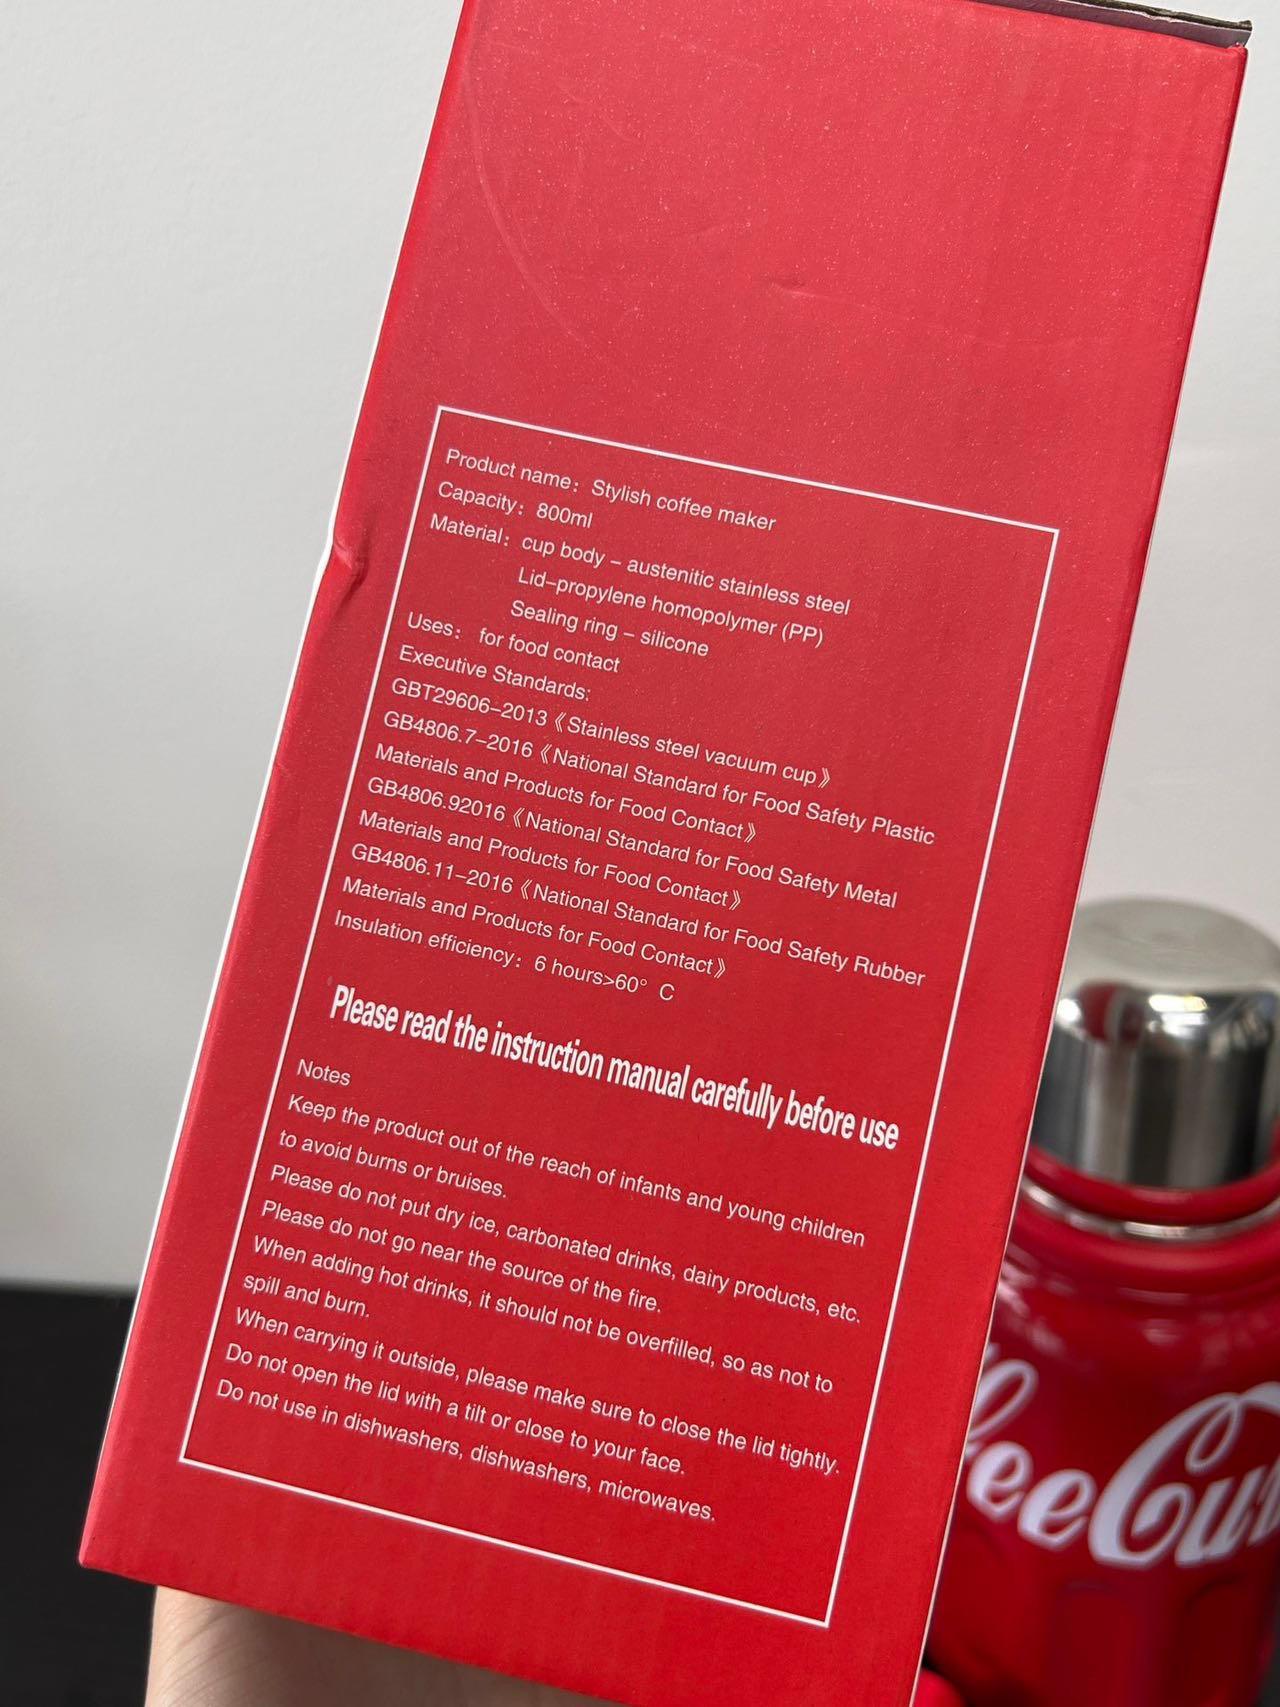 Product name: Stylish coffee maker
Capacity: 800ml
Material: cup body – austenitic stainless steel
Lid–propylene homopolymer (PP)
Sealing ring – silicone
Uses: for food contact
Executive Standards:
GBT29606–2013《Stainless steel vacuum cup》
GB4806.7–2016《National Standard for Food Safety Plastic
Materials and Products for Food Contact》
GB4806.92016《National Standard for Food Safety Metal
Materials and Products for Food Contact》
GB4806.11–2016《National Standard for Food Safety Rubber
Materials and Products for Food Contact》
Insulation efficiency: 6 hours>60° C
Please read the instruction manual carefully before use
Notes
Keep the product out of the reach of infants and young children
to avoid burns or bruises.
Please do not put dry ice, carbonated drinks, dairy products, etc.
Please do not go near the source of the fire.
When adding hot drinks, it should not be overfilled, so as not to
spill and burn.
When carrying it outside, please make sure to close the lid tightly.
Do not open the lid with a tilt or close to your face.
Do not use in dishwashers, dishwashers, microwaves.